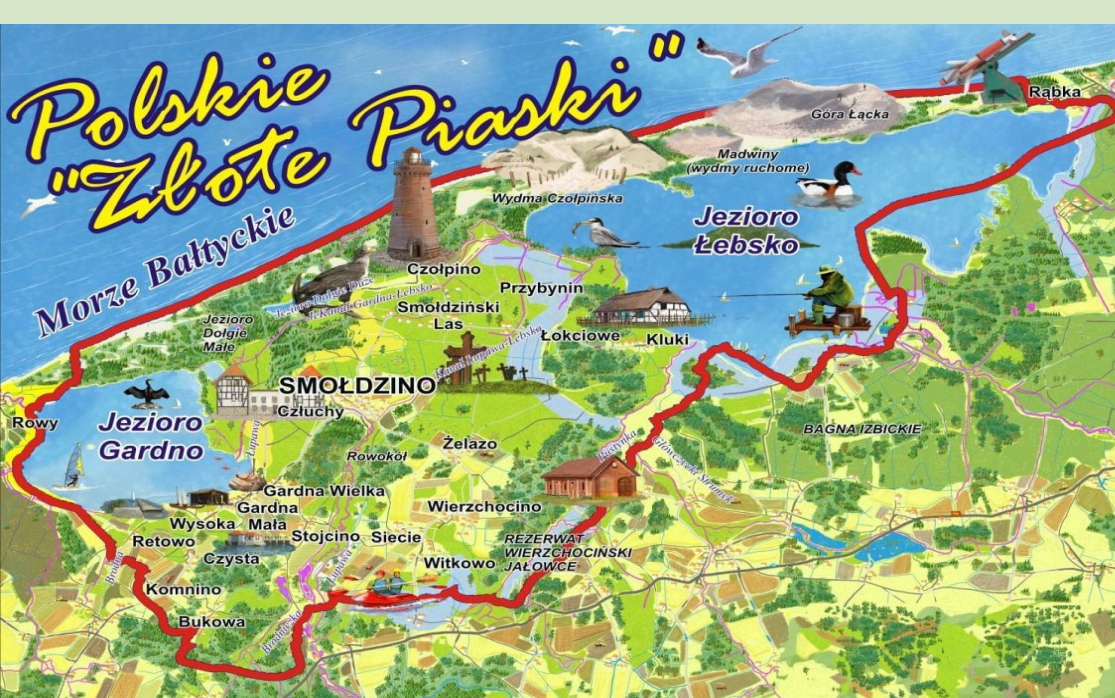 Polskie
"Złote Piaski"
Morze Bałtyckie
Rąbka
Góra Łącka
Madwiny
(wydmy ruchome)
Wydma Czołpińska
Jezioro
Łebsko
Czołpino
Przybynin
Smołdziński
Las
Jezioro
Dołgie
Małe
Łokciowe
Kluki
SMOŁDZINO
Człuchy
Rowy
Jezioro
Gardno
Łupawa
Rowokół
Żelazo
BAGNA IZBICKIE
Gardna Wielka
Gardna
Mała
Wysoka
Wierzchocino
Retowo
Stojcino
Siecie
Czysta
REZERWAT
WIERZCHOCIŃSKI
JAŁOWCE
Witkowo
Komnino
Bukowa
Łupawa